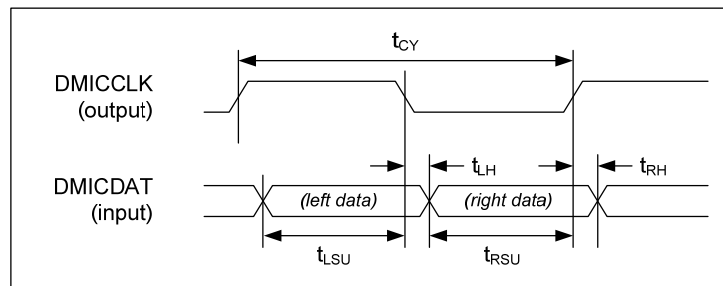 tCY
DMICCLK
(output)
tLH
tRH
DMICDAT
(input)
(left data)
(right data)
tLSU
tRSU